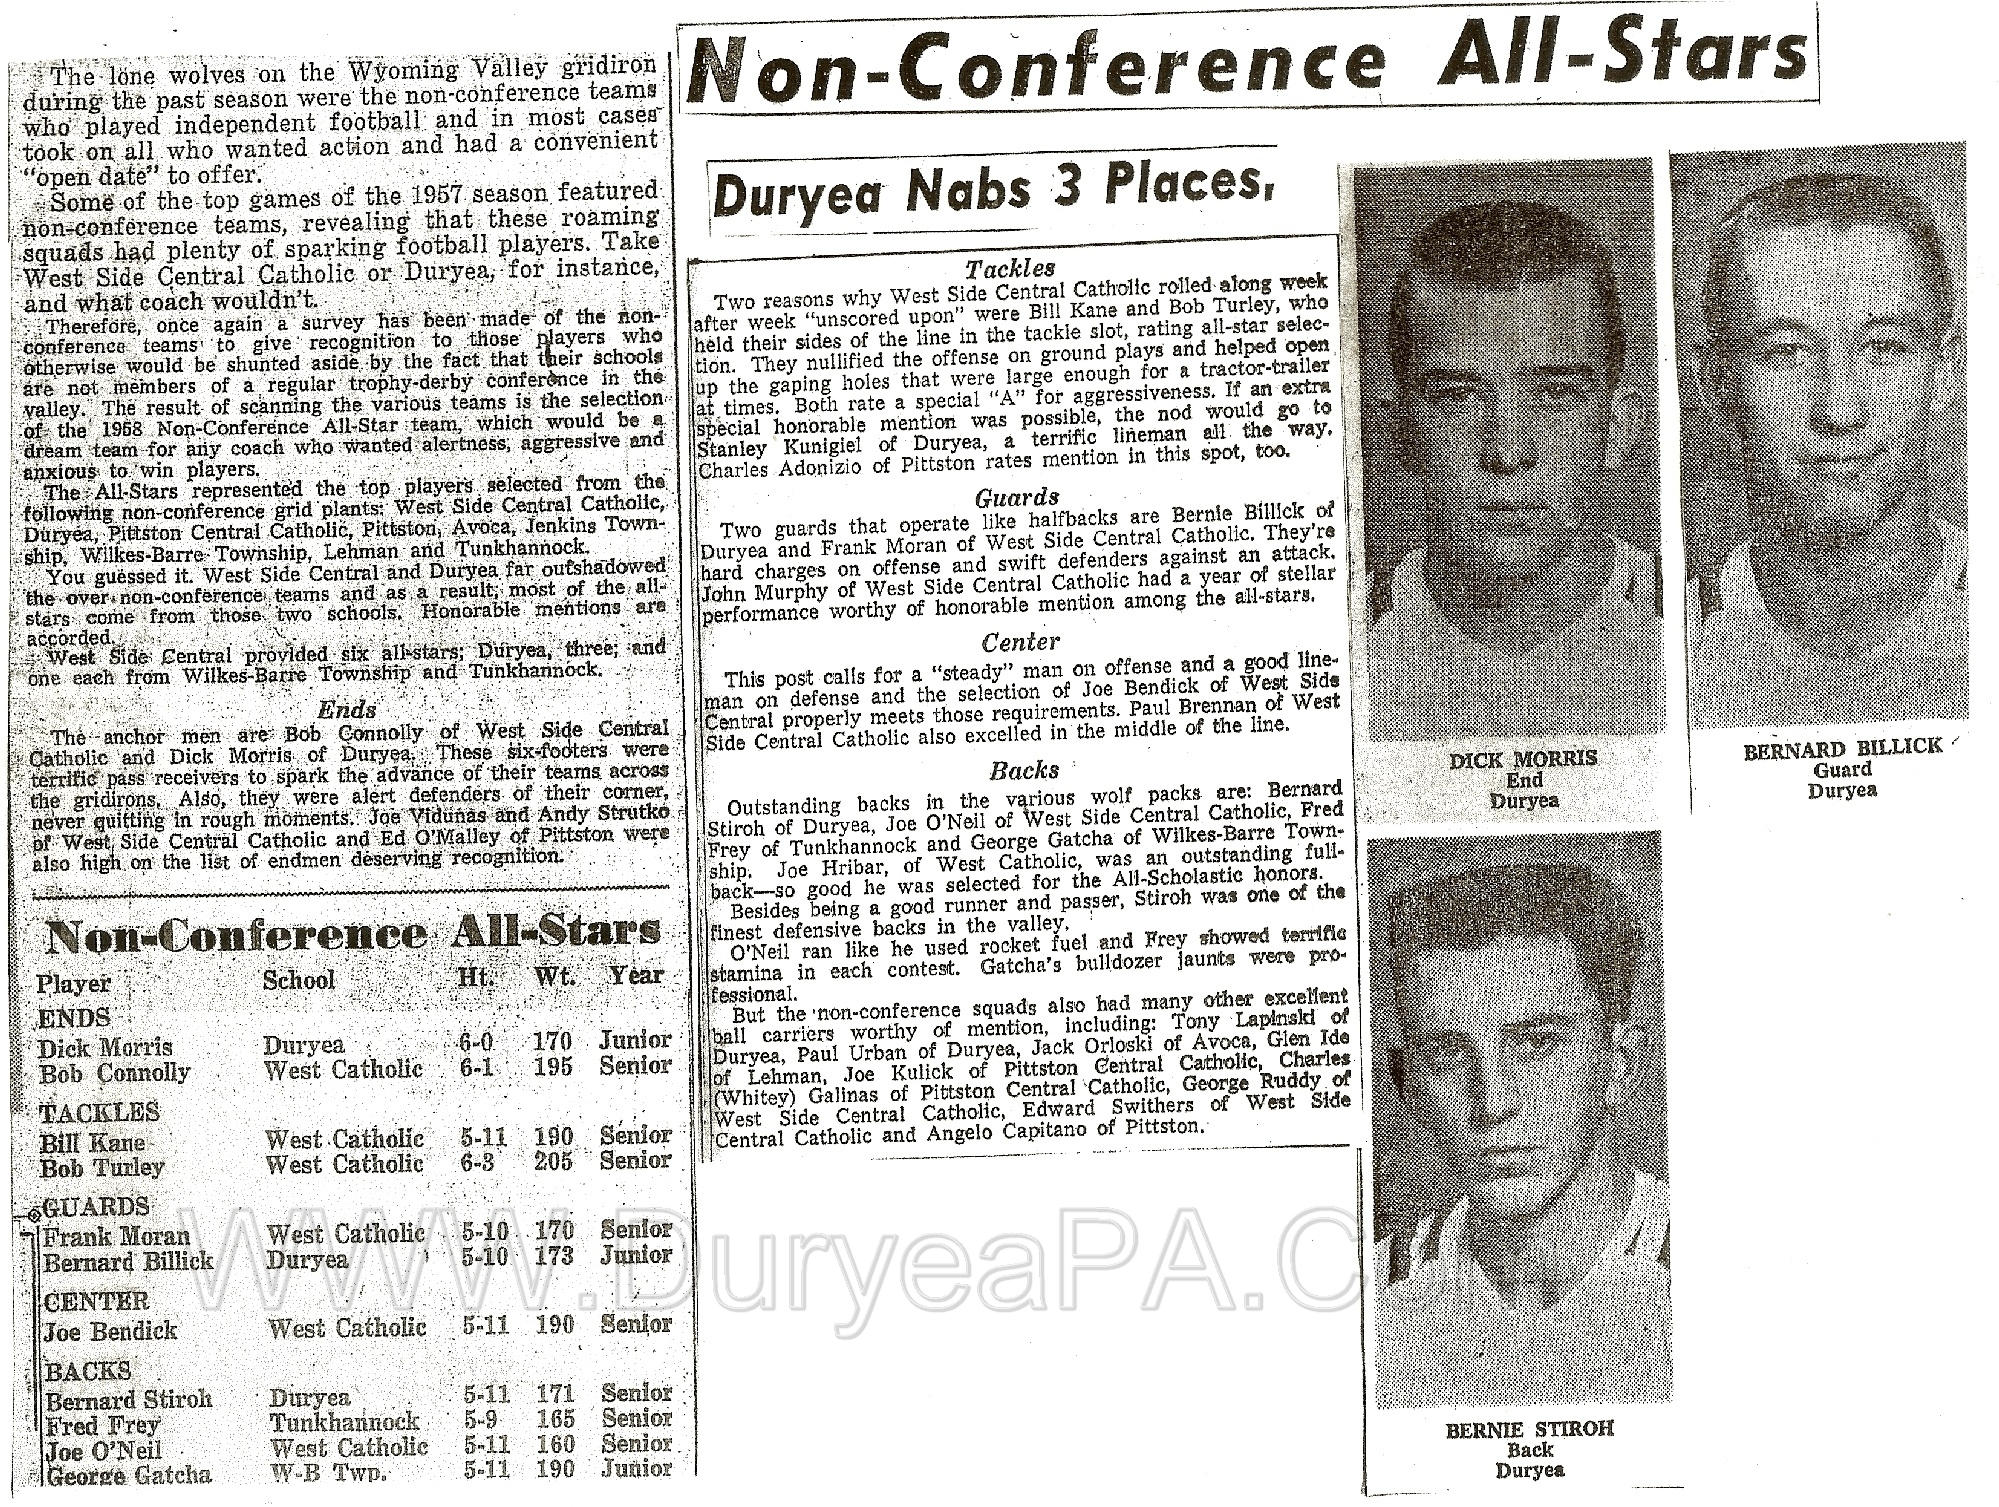 Non-Conference All-Stars
The lone wolves on the Wyoming Valley gridiron
during the past season were the non-conference teams
who played independent football and in most cases
took on all who wanted action and had a convenient
"open date" to offer.
Some of the top games of the 1957 season featured
non-conference teams, revealing that these roaming
squads had plenty of sparking football players. Take
West Side Central Catholic or Duryea, for instance,
and what coach wouldn't.
Therefore, once again a survey has been made of the non-
conference teams to give recognition to those players who
otherwise would be shunted aside by the fact that their schools
are not members of a regular trophy-derby conference in the
valley. The result of scanning the various teams is the selection
of the 1958 Non-Conference All-Star team, which would be a
dream team for any coach who wanted alertness, aggressive and
anxious to win players.
The All-Stars represented the top players selected from the
following non-conference grid plants: West Side Central Catholic,
Duryea, Pittston Central Catholic, Pittston, Avoca, Jenkins Town-
ship, Wilkes-Barre Township, Lehman and Tunkhannock.
You guessed it. West Side Central and Duryea far outshadowed
the over non-conference teams and as a result, most of the all-
stars come from those two schools. Honorable mentions are
accorded.
West Side Central provided six all-stars; Duryea, three; and
one each from Wilkes-Barre Township and Tunkhannock.
Ends
The anchor men are Bob Connolly of West Side Central
Catholic and Dick Morris of Duryea. These six-footers were
terrific pass receivers to spark the advance of their teams across
the gridirons. Also, they were alert defenders of their corner,
never quitting in rough moments. Joe Vidunas and Andy Strutko
of West Side Central Catholic and Ed O'Malley of Pittston were
also high on the list of endmen deserving recognition.
Non-Conference All-Stars
Player School Ht. Wt. Year
ENDS
Dick Morris Duryea 6-0 170 Junior
Bob Connolly West Catholic 6-1 195 Senior
TACKLES
Bill Kane West Catholic 5-11 190 Senior
Bob Turley West Catholic 6-3 205 Senior
GUARDS
Frank Moran West Catholic 5-10 170 Senior
Bernard Billick Duryea 5-10 173 Junior
CENTER
Joe Bendick West Catholic 5-11 190 Senior
BACKS
Bernard Stiroh Duryea 5-11 171 Senior
Fred Frey Tunkhannock 5-9 165 Senior
Joe O'Neil West Catholic 5-11 160 Senior
George Gatcha W-B Twp. 5-11 190 Junior
Duryea Nabs 3 Places,
Tackles
Two reasons why West Side Central Catholic rolled along week
after week "unscored upon" were Bill Kane and Bob Turley, who
held their sides of the line in the tackle slot, rating all-star selec-
tion. They nullified the offense on ground plays and helped open
up the gaping holes that were large enough for a tractor-trailer
at times. Both rate a special "A" for aggressiveness. If an extra
special honorable mention was possible, the nod would go to
Stanley Kunigiel of Duryea, a terrific lineman all the way.
Charles Adonizio of Pittston rates mention in this spot, too.
Guards
Two guards that operate like halfbacks are Bernie Billick of
Duryea and Frank Moran of West Side Central Catholic. They're
hard charges on offense and swift defenders against an attack.
John Murphy of West Side Central Catholic had a year of stellar
performance worthy of honorable mention among the all-stars.
Center
This post calls for a "steady" man on offense and a good line-
man on defense and the selection of Joe Bendick of West Side
Central properly meets those requirements. Paul Brennan of West
Side Central Catholic also excelled in the middle of the line.
Backs
Outstanding backs in the various wolf packs are: Bernard
Stiroh of Duryea, Joe O'Neil of West Side Central Catholic, Fred
Frey of Tunkhannock and George Gatcha of Wilkes-Barre Town-
ship. Joe Hribar, of West Catholic, was an outstanding full-
back—so good he was selected for the All-Scholastic honors.
Besides being a good runner and passer, Stiroh was one of the
finest defensive backs in the valley.
O'Neil ran like he used rocket fuel and Frey showed terrific
stamina in each contest. Gatcha's bulldozer jaunts were pro-
fessional.
But the non-conference squads also had many other excellent
ball carriers worthy of mention, including: Tony Lapinski of
Duryea, Paul Urban of Duryea, Jack Orloski of Avoca, Glen Ide
of Lehman, Joe Kulick of Pittston Central Catholic, Charles
(Whitey) Galinas of Pittston Central Catholic, George Ruddy of
West Side Central Catholic, Edward Swithers of West Side
Central Catholic and Angelo Capitano of Pittston.
DICK MORRIS
End
Duryea
BERNARD BILLICK
Guard
Duryea
BERNIE STIROH
Back
Duryea